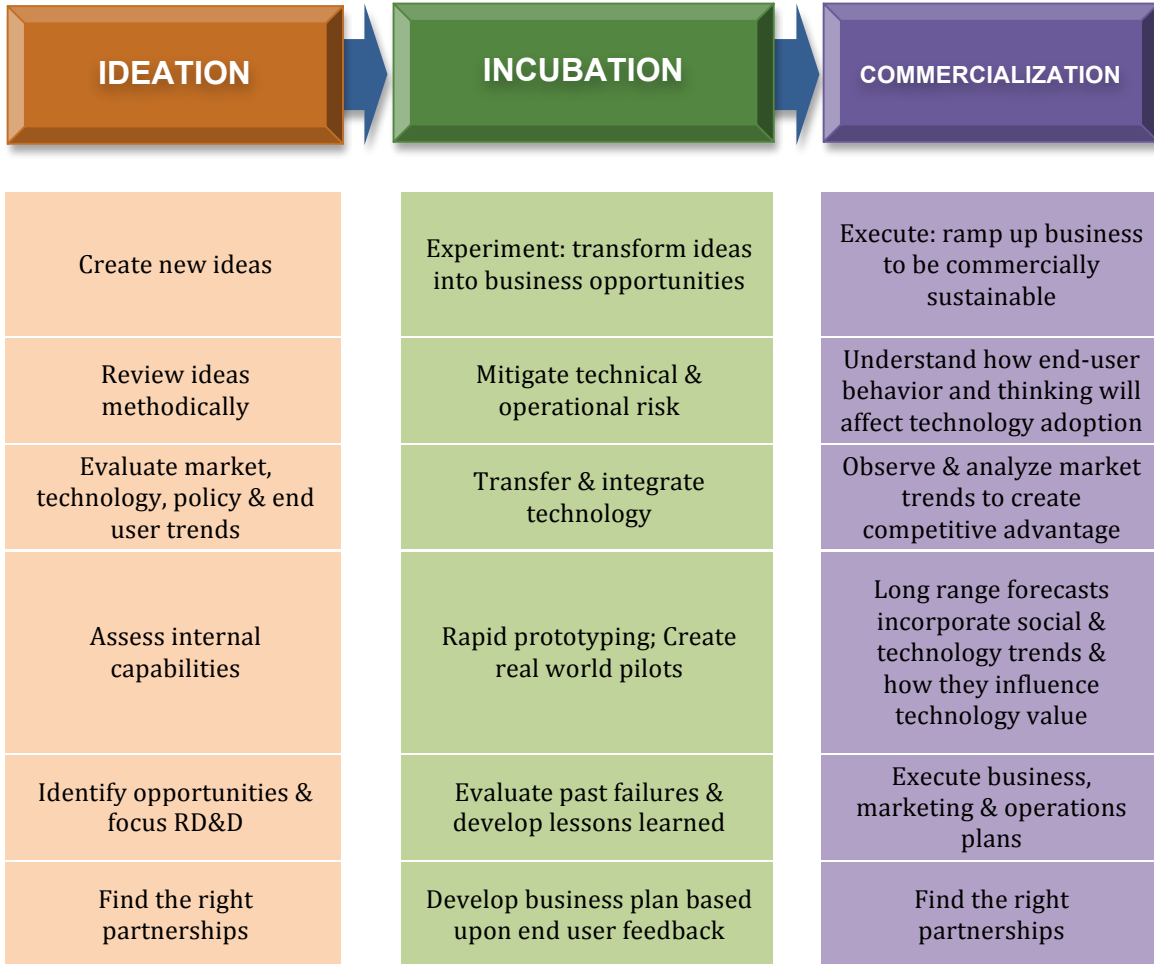 IDEATION
INCUBATION
COMMERCIALIZATION
Create new ideas
Experiment: transform ideas
into business opportunities
Execute: ramp up business
to be commercially
sustainable
Review ideas
methodically
Mitigate technical &
operational risk
Understand how end-user
behavior and thinking will
affect technology adoption
Evaluate market,
technology, policy & end
user trends
Transfer & integrate
technology
Observe & analyze market
trends to create
competitive advantage
Assess internal
capabilities
Rapid prototyping; Create
real world pilots
Long range forecasts
incorporate social &
technology trends &
how they influence
technology value
Identify opportunities &
focus RD&D
Evaluate past failures &
develop lessons learned
Execute business,
marketing & operations
plans
Find the right
partnerships
Develop business plan based
upon end user feedback
Find the right
partnerships